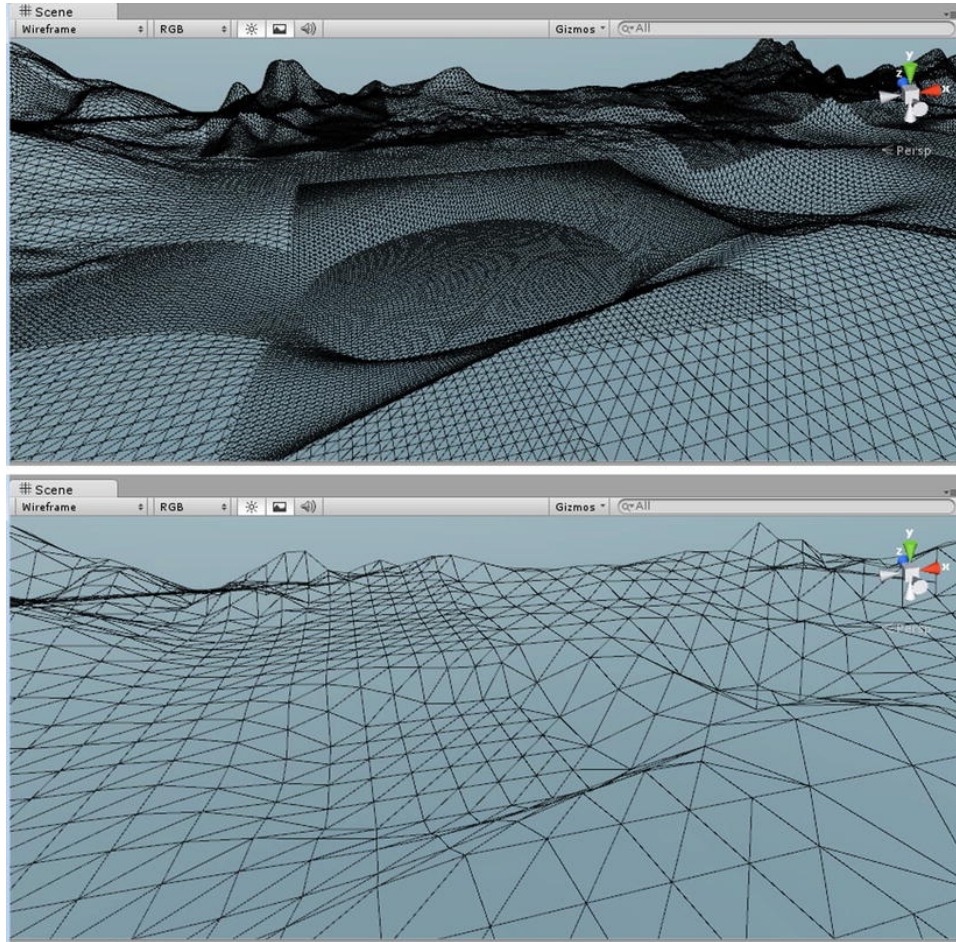 Scene
Wireframe RGB Gizmos All
y
z
x
Persp
Scene
Wireframe RGB Gizmos All
y
z
x
Persp